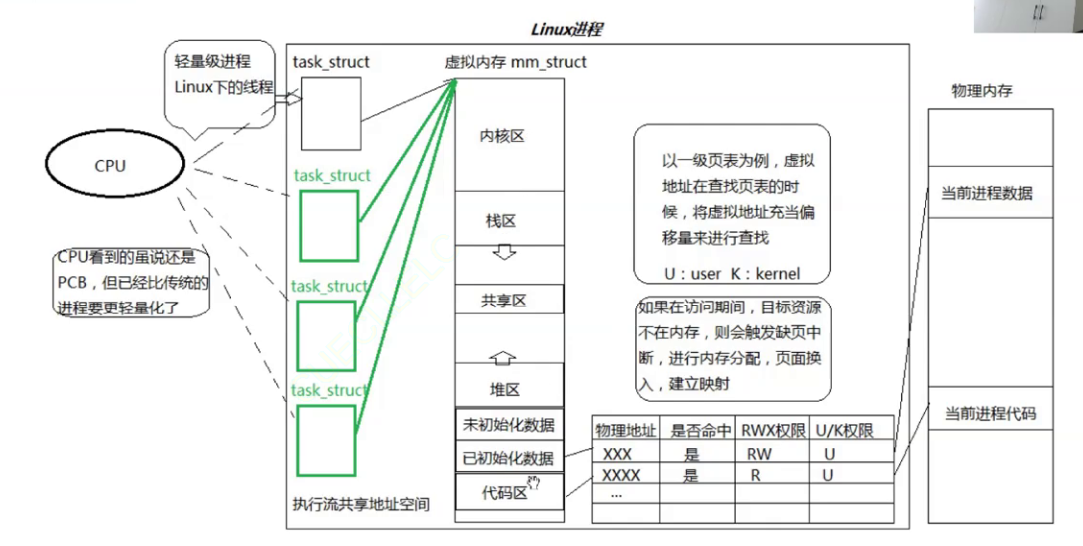 Linux进程
轻量级进程
Linux下的线程
task_struct
虚拟内存 mm_struct
物理内存
CPU
内核区
task_struct
以一级页表为例，虚拟
地址在查找页表的时
候，将虚拟地址充当偏
移量来进行查找
U：user K：kernel
当前进程数据
栈区
CPU看到的虽说还是
PCB，但已经比传统的
进程要更轻量化了
task_struct
共享区
如果在访问期间，目标资源
不在内存，则会触发缺页中
断，进行内存分配，页面换
入，建立映射
task_struct
堆区
未初始化数据
已初始化数据
代码区
物理地址 是否命中 RWX权限 U/K权限
XXX 是 RW U
XXXX 是 R U
...
当前进程代码
执行流共享地址空间